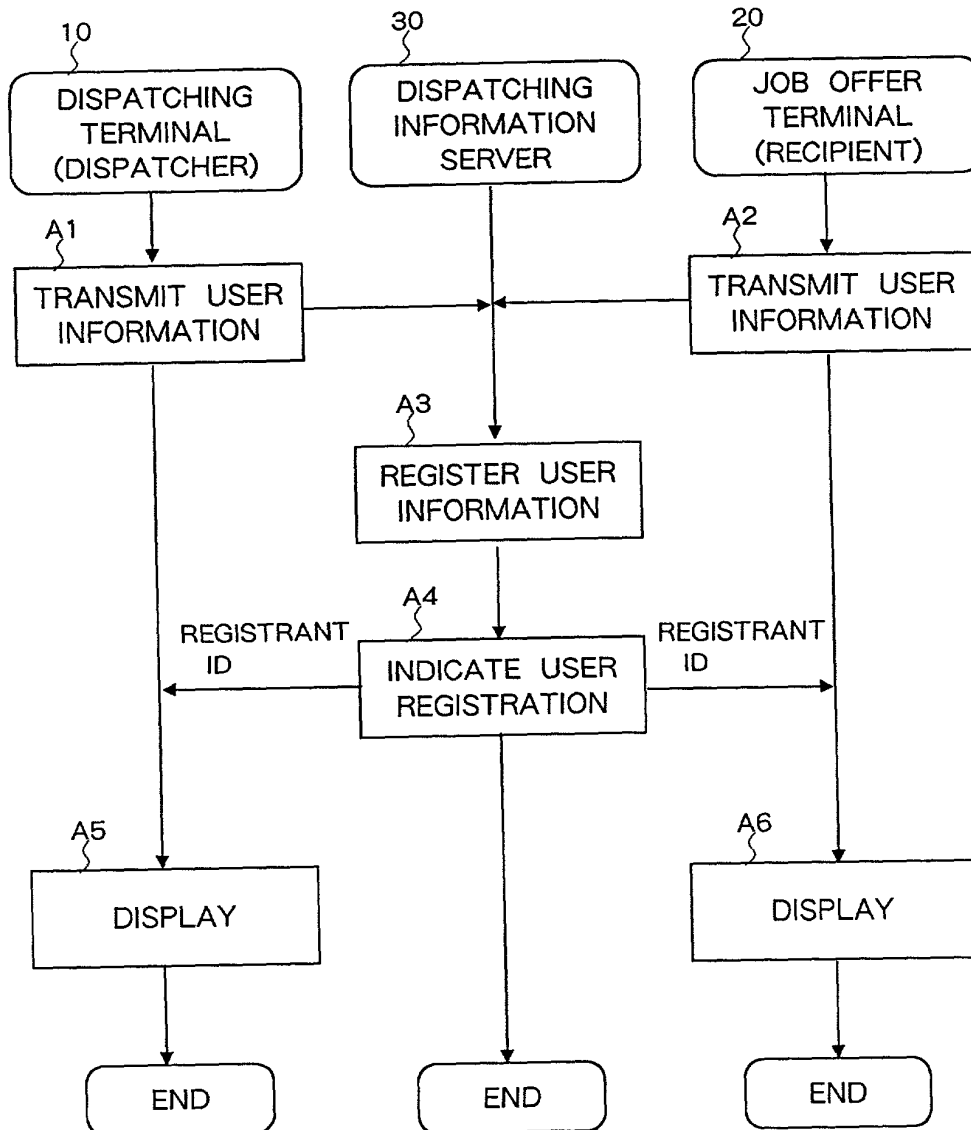 10
30
20
DISPATCHING
TERMINAL
(DISPATCHER)
DISPATCHING
INFORMATION
SERVER
JOB OFFER
TERMINAL
(RECIPIENT)
A1
A2
TRANSMIT USER
INFORMATION
TRANSMIT USER
INFORMATION
A3
REGISTER USER
INFORMATION
A4
REGISTRANT
ID
REGISTRANT
ID
INDICATE USER
REGISTRATION
A5
A6
DISPLAY
DISPLAY
END
END
END